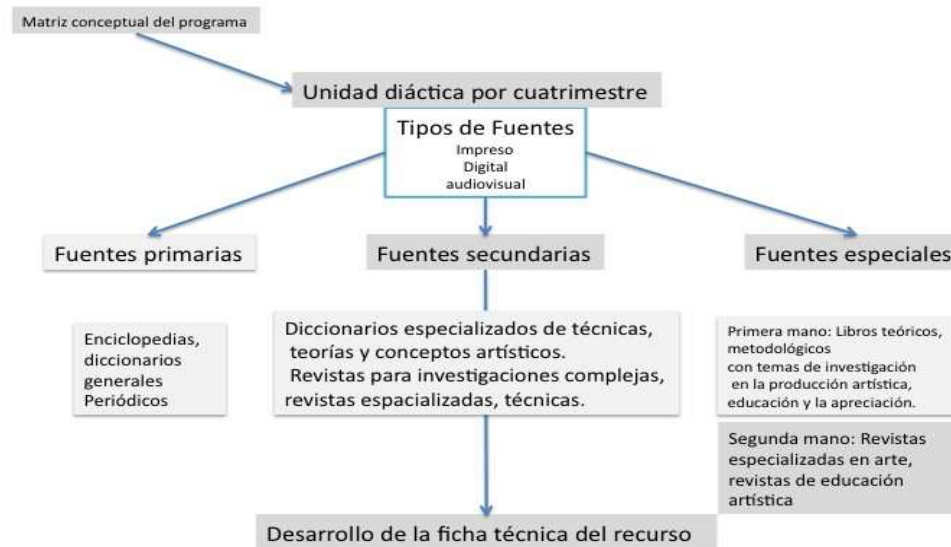 Matriz conceptual del programa
Unidad diáctica por cuatrimestre
Tipos de Fuentes
Impreso
Digital
audiovisual
Fuentes primarias
Fuentes secundarias
Fuentes especiales
Enciclopedias,
diccionarios
generales
Periódicos
Diccionarios especializados de técnicas,
teorías y conceptos artísticos.
Revistas para investigaciones complejas,
revistas espacializadas, técnicas.
Primera mano: Libros teóricos,
metodológicos
con temas de investigación
en la producción artística,
educación y la apreciación.
Segunda mano: Revistas
especializadas en arte,
revistas de educación
artística
Desarrollo de la ficha técnica del recurso